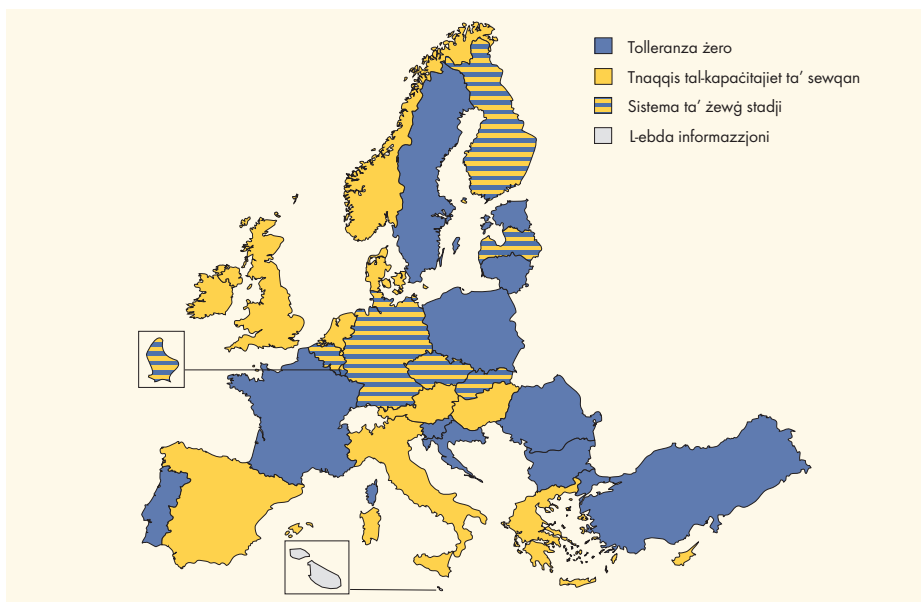 Tolleranza żero
Tnaqqis tal-kapaċitajiet ta’ sewqan
Sistema ta’ żewġ stadji
L-ebda informazzjoni